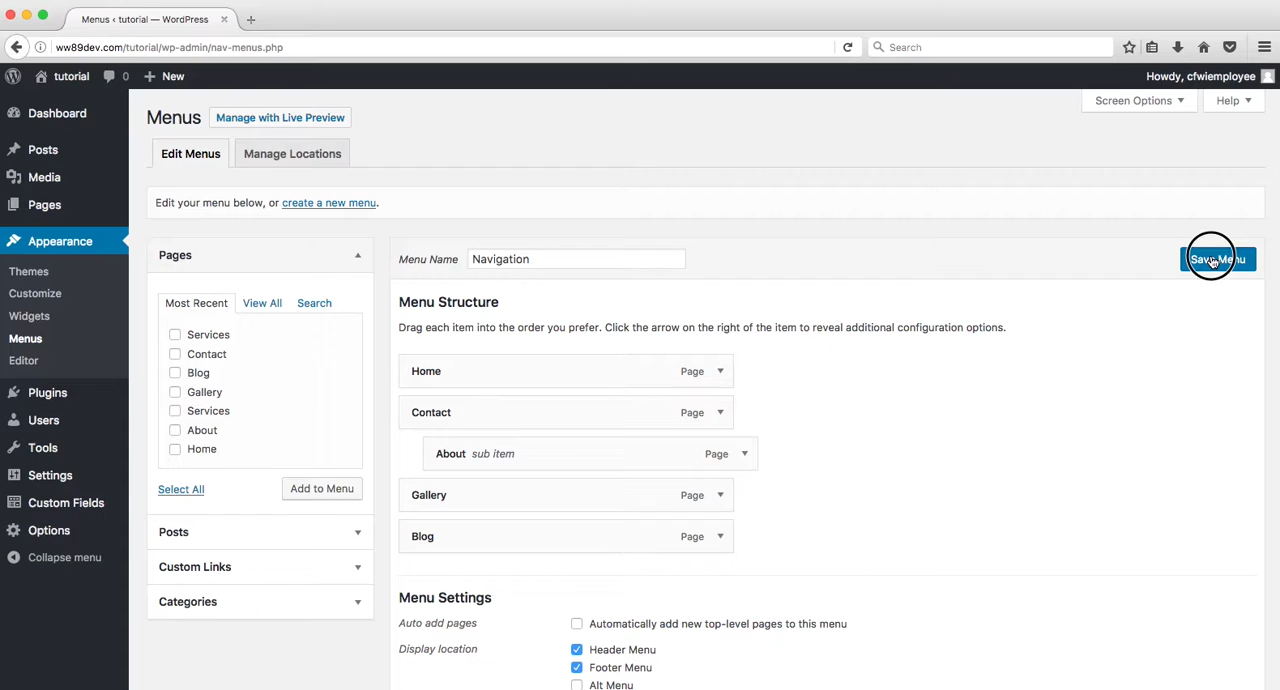 Menus ‹ tutorial — WordPress
ww89dev.com/tutorial/wp-admin/nav-menus.php
Search
tutorial 0 New
Howdy, cfwiemployee
Screen Options
Help
Dashboard
Posts
Media
Pages
Appearance
Themes
Customize
Widgets
Menus
Editor
Plugins
Users
Tools
Settings
Custom Fields
Options
Collapse menu
Menus Manage with Live Preview
Edit Menus Manage Locations
Edit your menu below, or create a new menu.
Pages
Most Recent View All Search
Services
Contact
Blog
Gallery
Services
About
Home
Select All Add to Menu
Posts
Custom Links
Categories
Menu Name Navigation
Save Menu
Menu Structure
Drag each item into the order you prefer. Click the arrow on the right of the item to reveal additional configuration options.
Home Page
Contact Page
About sub item Page
Gallery Page
Blog Page
Menu Settings
Auto add pages Automatically add new top-level pages to this menu
Display location Header Menu
Footer Menu
Alt Menu